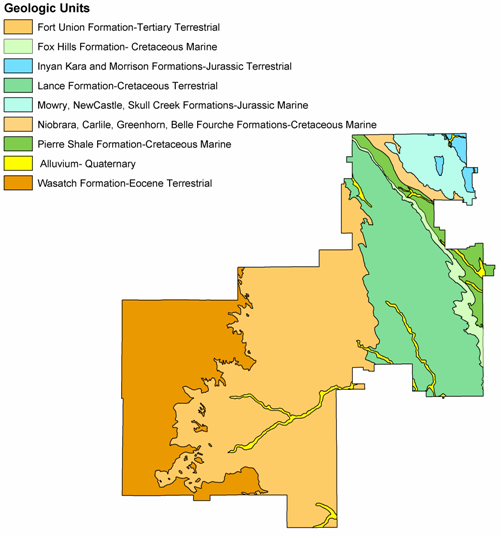 Geologic Units
Fort Union Formation-Tertiary Terrestrial
Fox Hills Formation- Cretaceous Marine
Inyan Kara and Morrison Formations-Jurassic Terrestrial
Lance Formation-Cretaceous Terrestrial
Mowry, NewCastle, Skull Creek Formations-Jurassic Marine
Niobrara, Carlile, Greenhorn, Belle Fourche Formations-Cretaceous Marine
Pierre Shale Formation-Cretaceous Marine
Alluvium- Quaternary
Wasatch Formation-Eocene Terrestrial